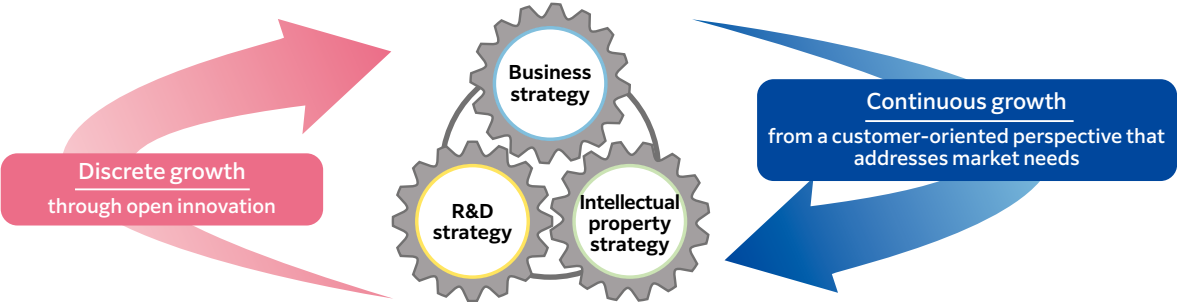 Business
strategy
R&D
strategy
Intellectual
property
strategy
Discrete growth
through open innovation
Continuous growth
from a customer-oriented perspective that
addresses market needs